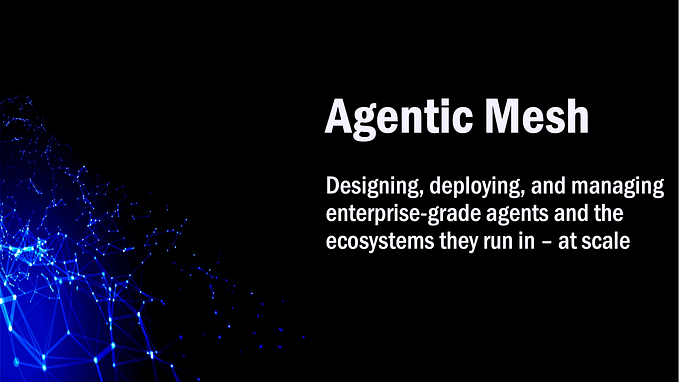 Agentic Mesh
Designing, deploying, and managing
enterprise-grade agents and the
ecosystems they run in – at scale